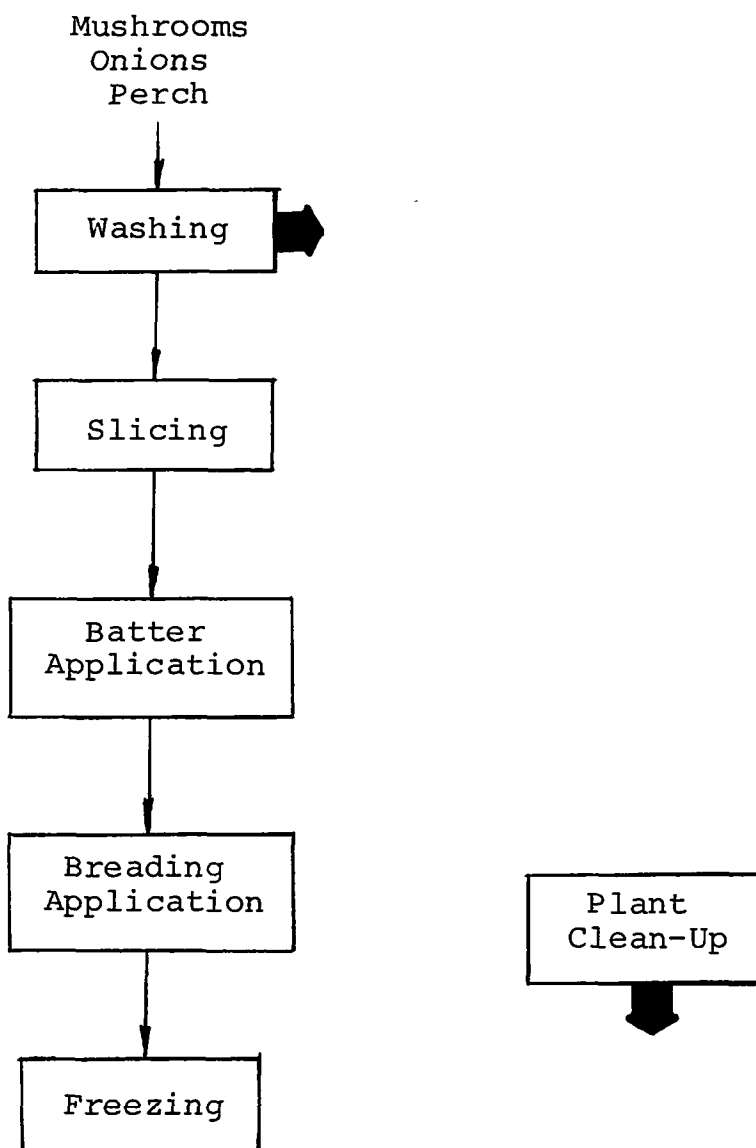 Mushrooms
Onions
Perch
Washing
Slicing
Batter
Application
Breading
Application
Plant
Clean-Up
Freezing